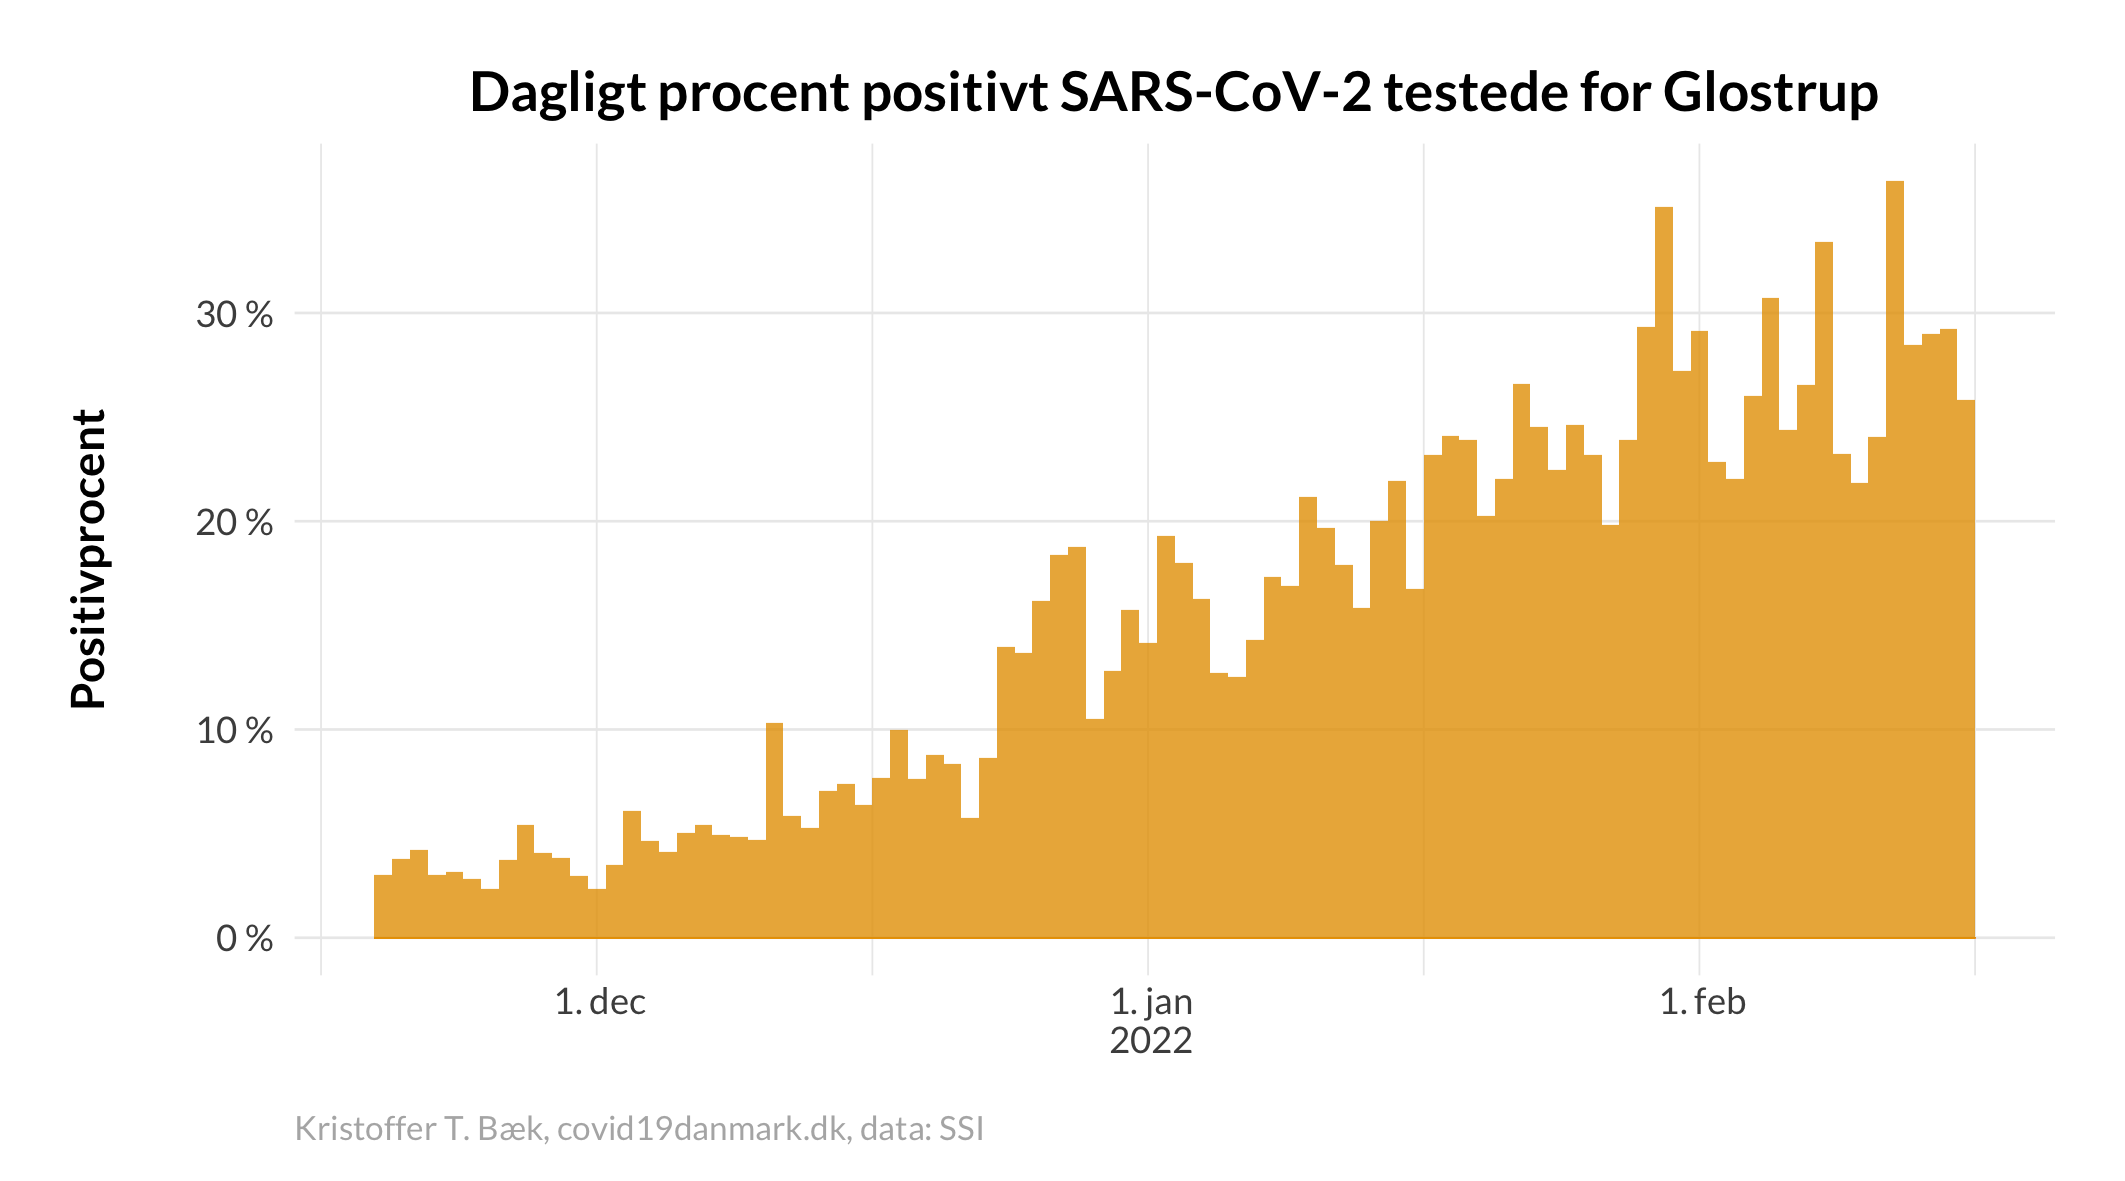 Dagligt procent positivt SARS-CoV-2 testede for Glostrup
Positivprocent
30 %
20 %
10 %
0 %
1. dec
1. jan
2022
1. feb
Kristoffer T. Bæk, covid19danmark.dk, data: SSI